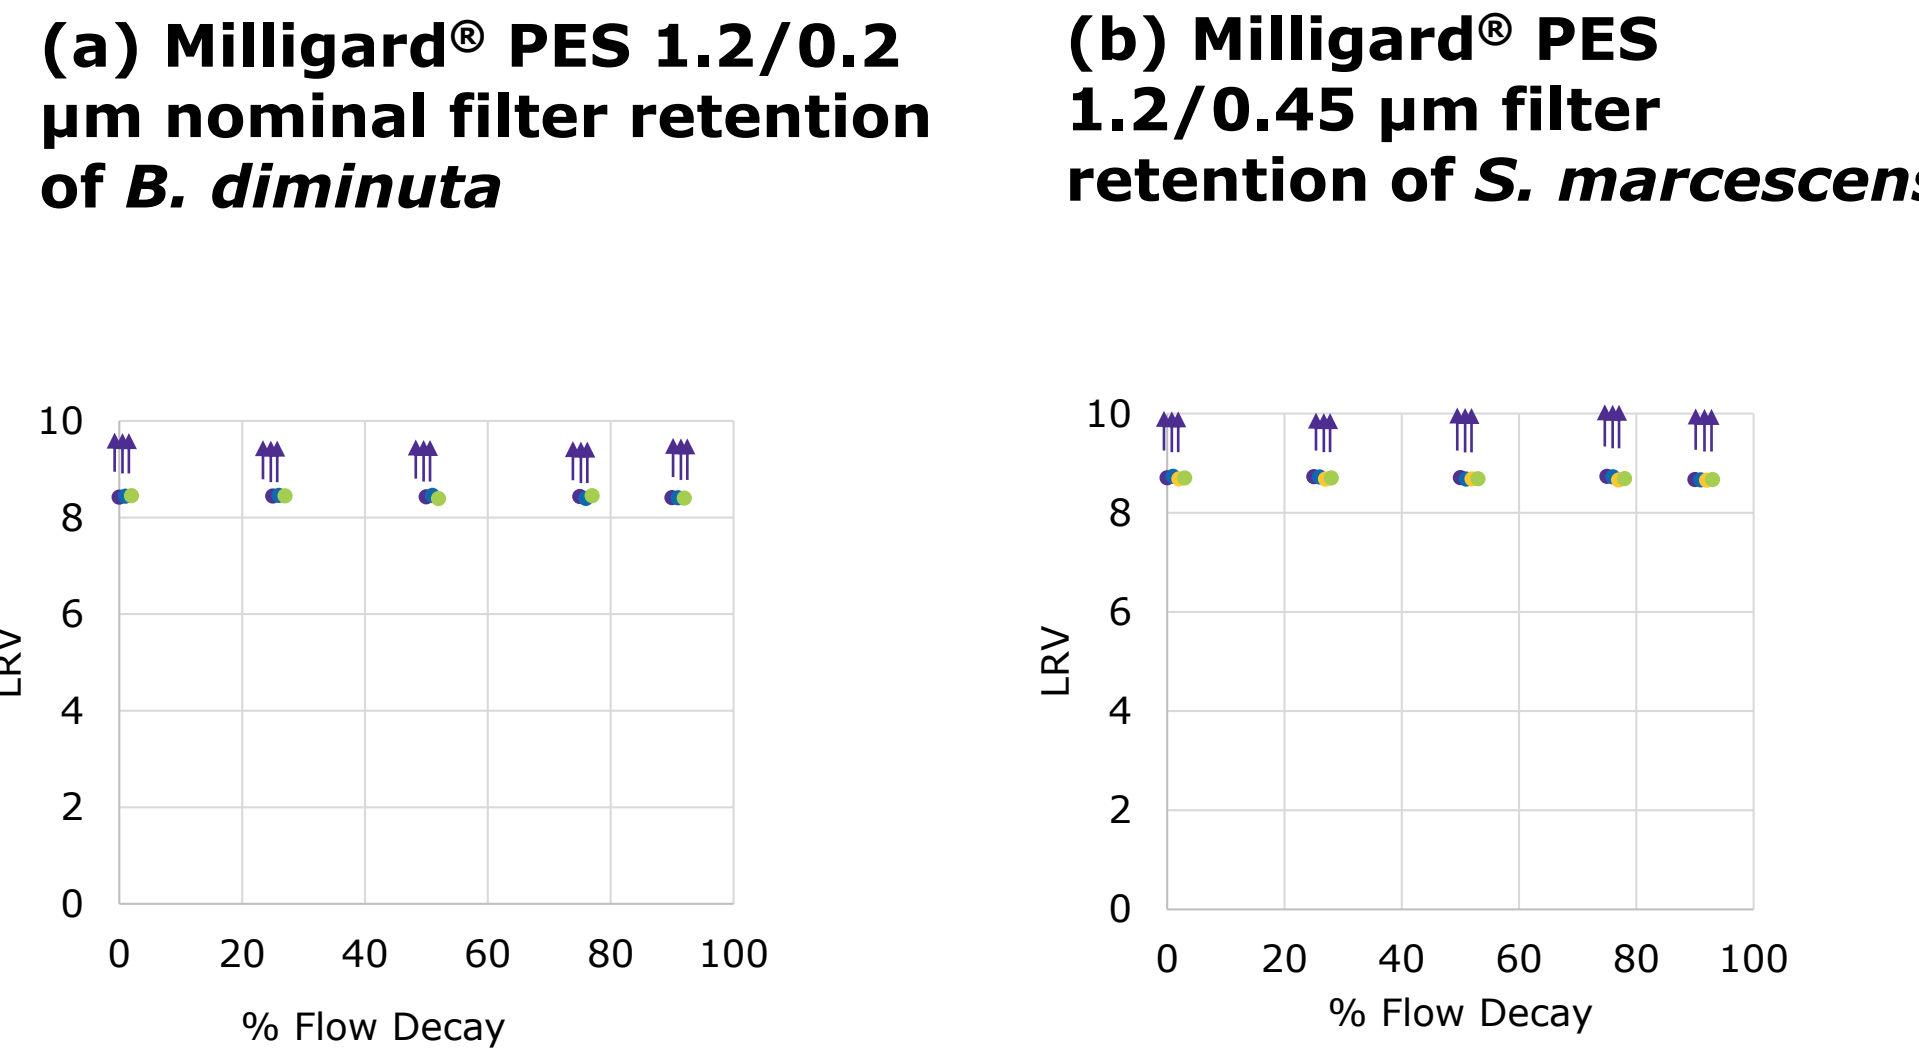 (a) Milligard® PES 1.2/0.2
µm nominal filter retention
of B. diminuta
10
8
6
4
2
0
LRV
0 20 40 60 80 100
% Flow Decay
(b) Milligard® PES
1.2/0.45 µm filter
retention of S. marcescens
10
8
6
4
2
0
LRV
0 20 40 60 80 100
% Flow Decay